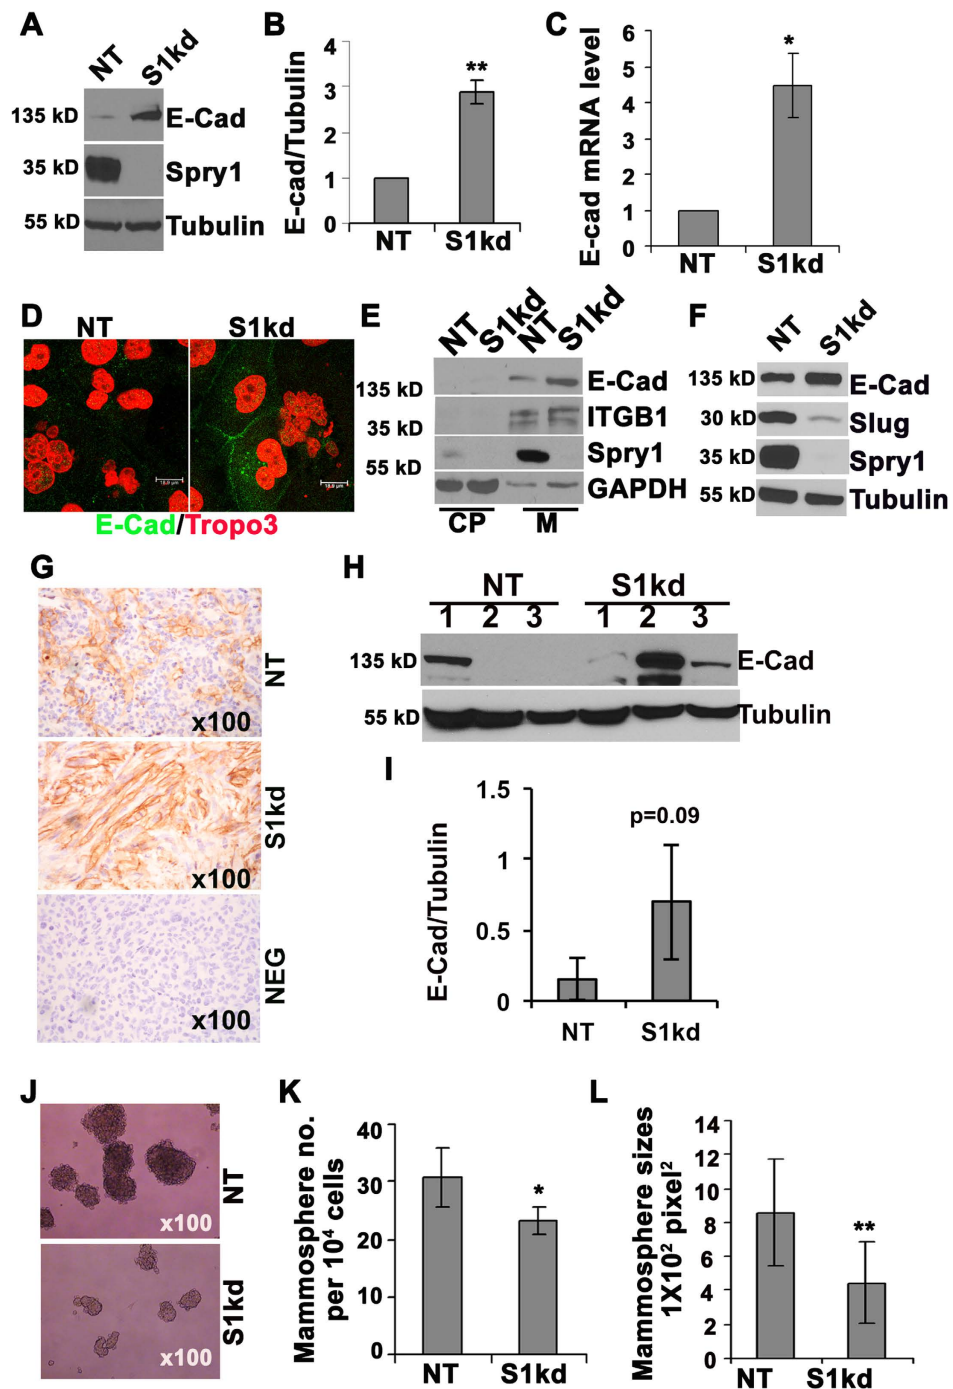 A
NT
S1kd
135 kD
E-Cad
35 kD
Spry1
55 kD
Tubulin
B
E-cad/Tubulin
4
3
2
1
0
**
NT
S1kd
C
E-cad mRNA level
6
5
4
3
2
1
0
*
NT
S1kd
D
NT
S1kd
E-Cad/Tropo3
E
NT
S1kd
NT
S1kd
135 kD
E-Cad
ITGB1
35 kD
Spry1
55 kD
GAPDH
CP
M
F
NT
S1kd
135 kD
E-Cad
30 kD
Slug
35 kD
Spry1
55 kD
Tubulin
G
NT
x100
S1kd
x100
NEG
x100
H
NT
S1kd
1 2 3
1 2 3
135 kD
E-Cad
55 kD
Tubulin
I
E-Cad/Tubulin
1.5
1
0.5
0
p=0.09
NT
S1kd
J
NT
x100
S1kd
x100
K
Mammosphere no.
per 10⁴ cells
40
30
20
10
0
*
NT
S1kd
L
Mammosphere sizes
1X10² pixel²
14
12
10
8
6
4
2
0
**
NT
S1kd